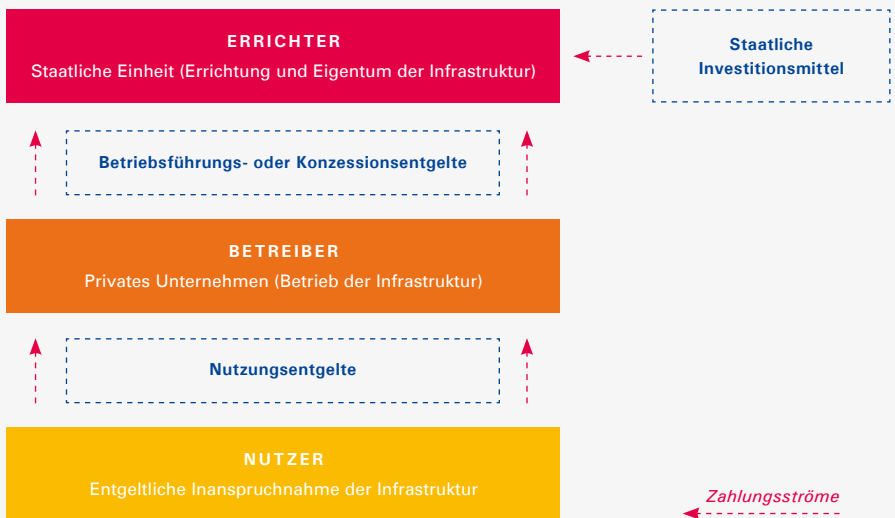 ERRICHTER
Staatliche Einheit (Errichtung und Eigentum der Infrastruktur)
Staatliche
Investitionsmittel
Betriebsführungs- oder Konzessionsentgelte
BETREIBER
Privates Unternehmen (Betrieb der Infrastruktur)
Nutzungsentgelte
NUTZER
Entgeltliche Inanspruchnahme der Infrastruktur
Zahlungsströme